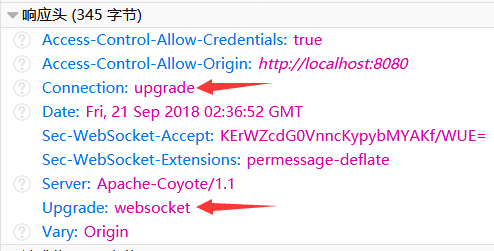 响应头 (345 字节)
Access-Control-Allow-Credentials: true
Access-Control-Allow-Origin: http://localhost:8080
Connection: upgrade
Date: Fri, 21 Sep 2018 02:36:52 GMT
Sec-WebSocket-Accept: KErWZcdG0VnncKypybMYAKf/WUE=
Sec-WebSocket-Extensions: permessage-deflate
Server: Apache-Coyote/1.1
Upgrade: websocket
Vary: Origin